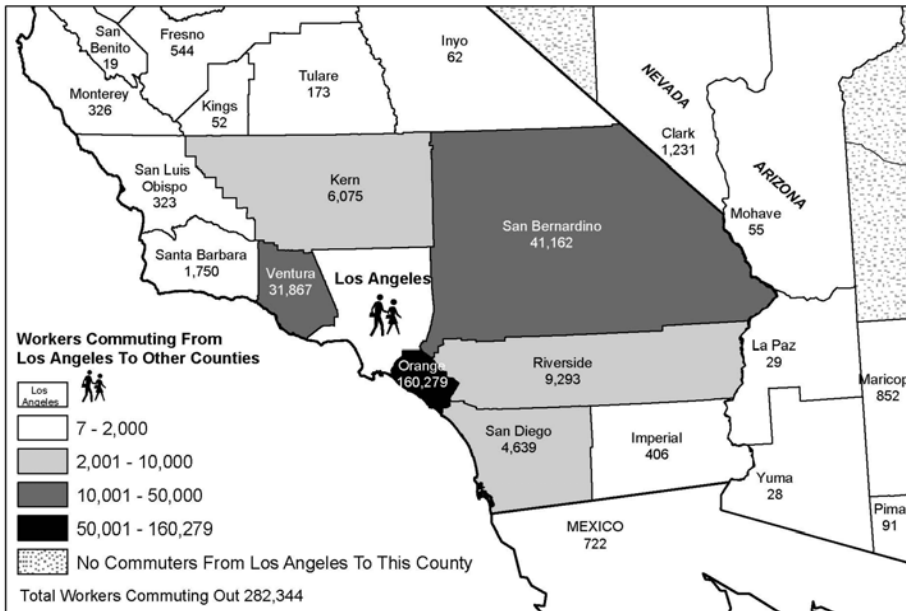 San
Benito
19
Fresno
544
Inyo
62
Tulare
173
Monterey
326
Kings
52
NEVADA
Clark
1,231
ARIZONA
San Luis
Obispo
323
Kern
6,075
San Bernardino
41,162
Mohave
55
Santa Barbara
1,750
Ventura
31,867
Los Angeles
Workers Commuting From
Los Angeles To Other Counties
Los
Angeles
7 - 2,000
2,001 - 10,000
10,001 - 50,000
50,001 - 160,279
No Commuters From Los Angeles To This County
Total Workers Commuting Out 282,344
Orange
160,279
Riverside
9,293
La Paz
29
Maricop
852
San Diego
4,639
Imperial
406
Yuma
28
Pima
91
MEXICO
722